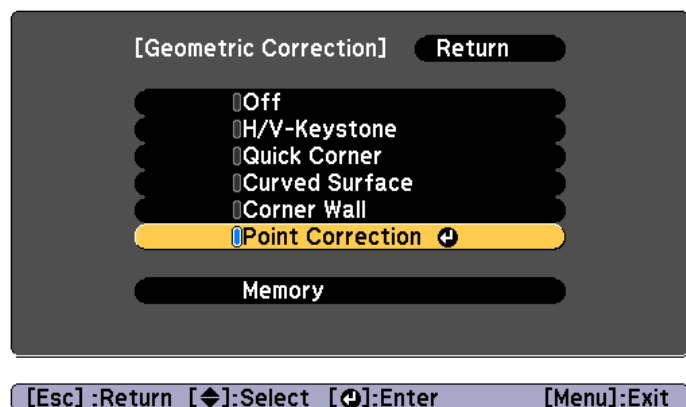 [Geometric Correction] Return
Off
H/V-Keystone
Quick Corner
Curved Surface
Corner Wall
Point Correction
Memory
[Esc] :Return [◆]:Select [↵]:Enter [Menu]:Exit